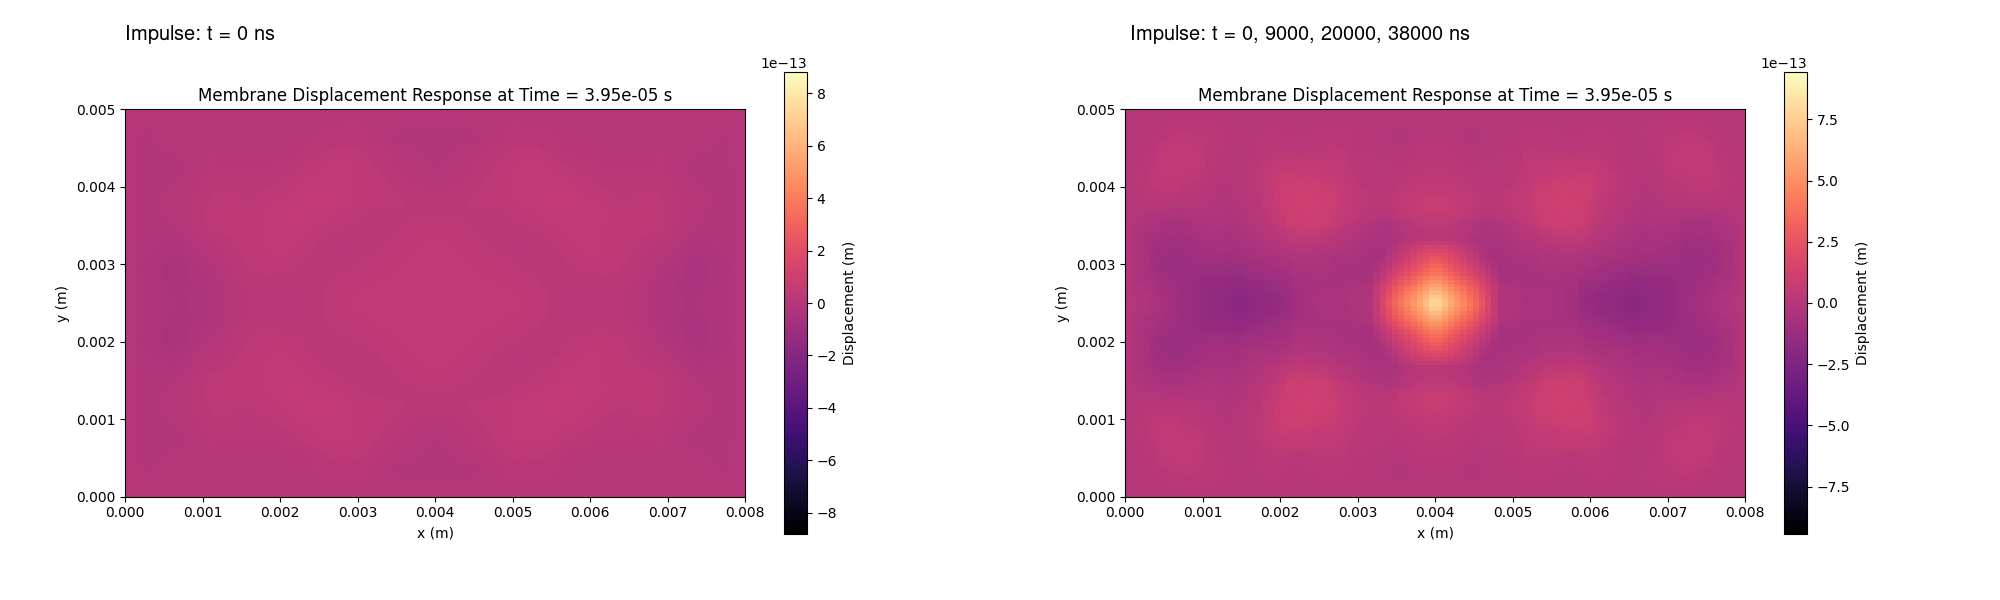 Impulse: t = 0 ns
1e−13
Membrane Displacement Response at Time = 3.95e-05 s
0.005
0.004
0.003
0.002
0.001
0.000
y (m)
0.000 0.001 0.002 0.003 0.004 0.005 0.006 0.007 0.008
x (m)
8
6
4
2
0
−2
−4
−6
−8
Displacement (m)
Impulse: t = 0, 9000, 20000, 38000 ns
1e−13
Membrane Displacement Response at Time = 3.95e-05 s
0.005
0.004
0.003
0.002
0.001
0.000
y (m)
0.000 0.001 0.002 0.003 0.004 0.005 0.006 0.007 0.008
x (m)
7.5
5.0
2.5
0.0
−2.5
−5.0
−7.5
Displacement (m)